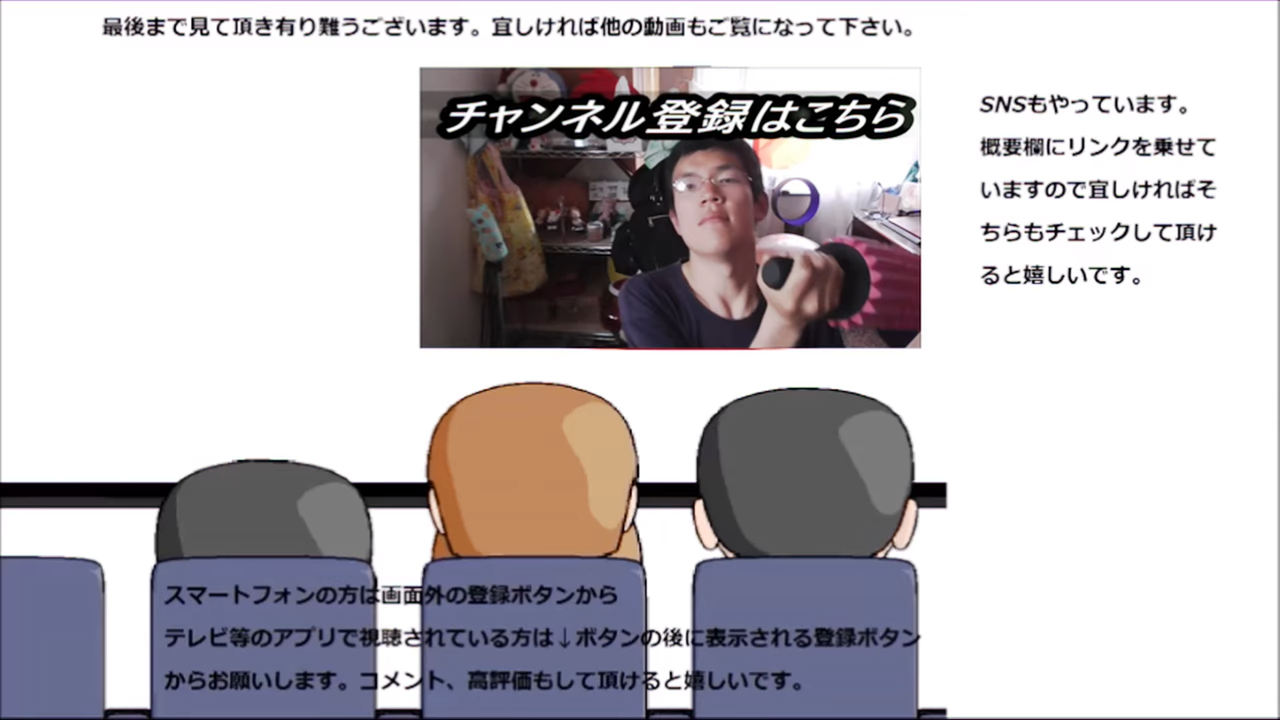 最後まで見て頂き有り難うございます。宜しければ他の動画もご覧になって下さい。
チャンネル登録はこちら
SNSもやっています。
概要欄にリンクを乗せて
いますので宜しければそ
ちらもチェックして頂け
ると嬉しいです。
スマートフォンの方は画面外の登録ボタンから
テレビ等のアプリで視聴されている方は↓ボタンの後に表示される登録ボタン
からお願いします。コメント、高評価もして頂けると嬉しいです。